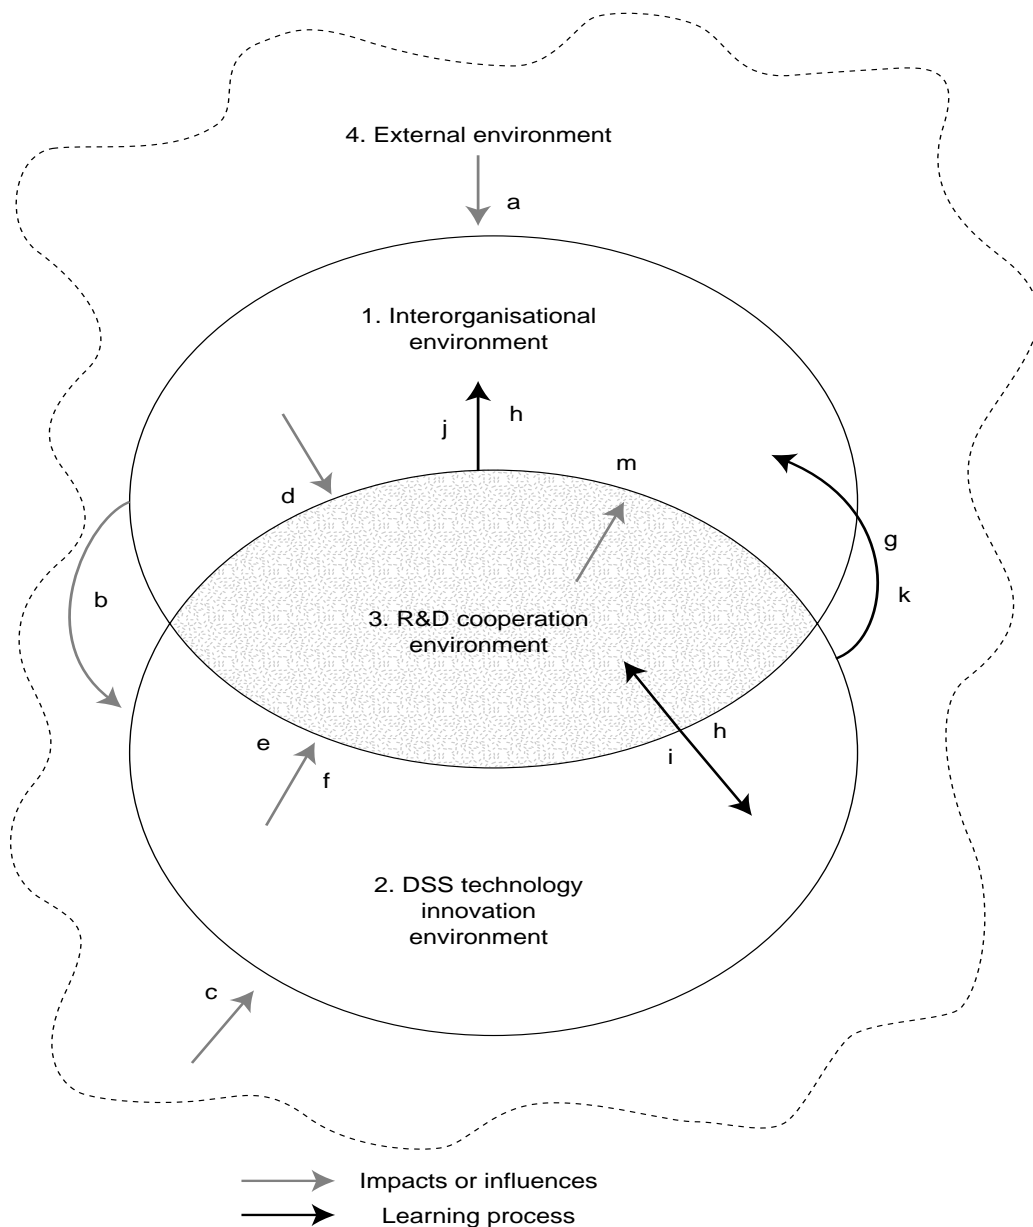 4. External environment
a
1. Interorganisational
environment
j
h
m
d
g
b
k
3. R&D cooperation
environment
h
e
i
f
2. DSS technology
innovation
environment
c
Impacts or influences
Learning process